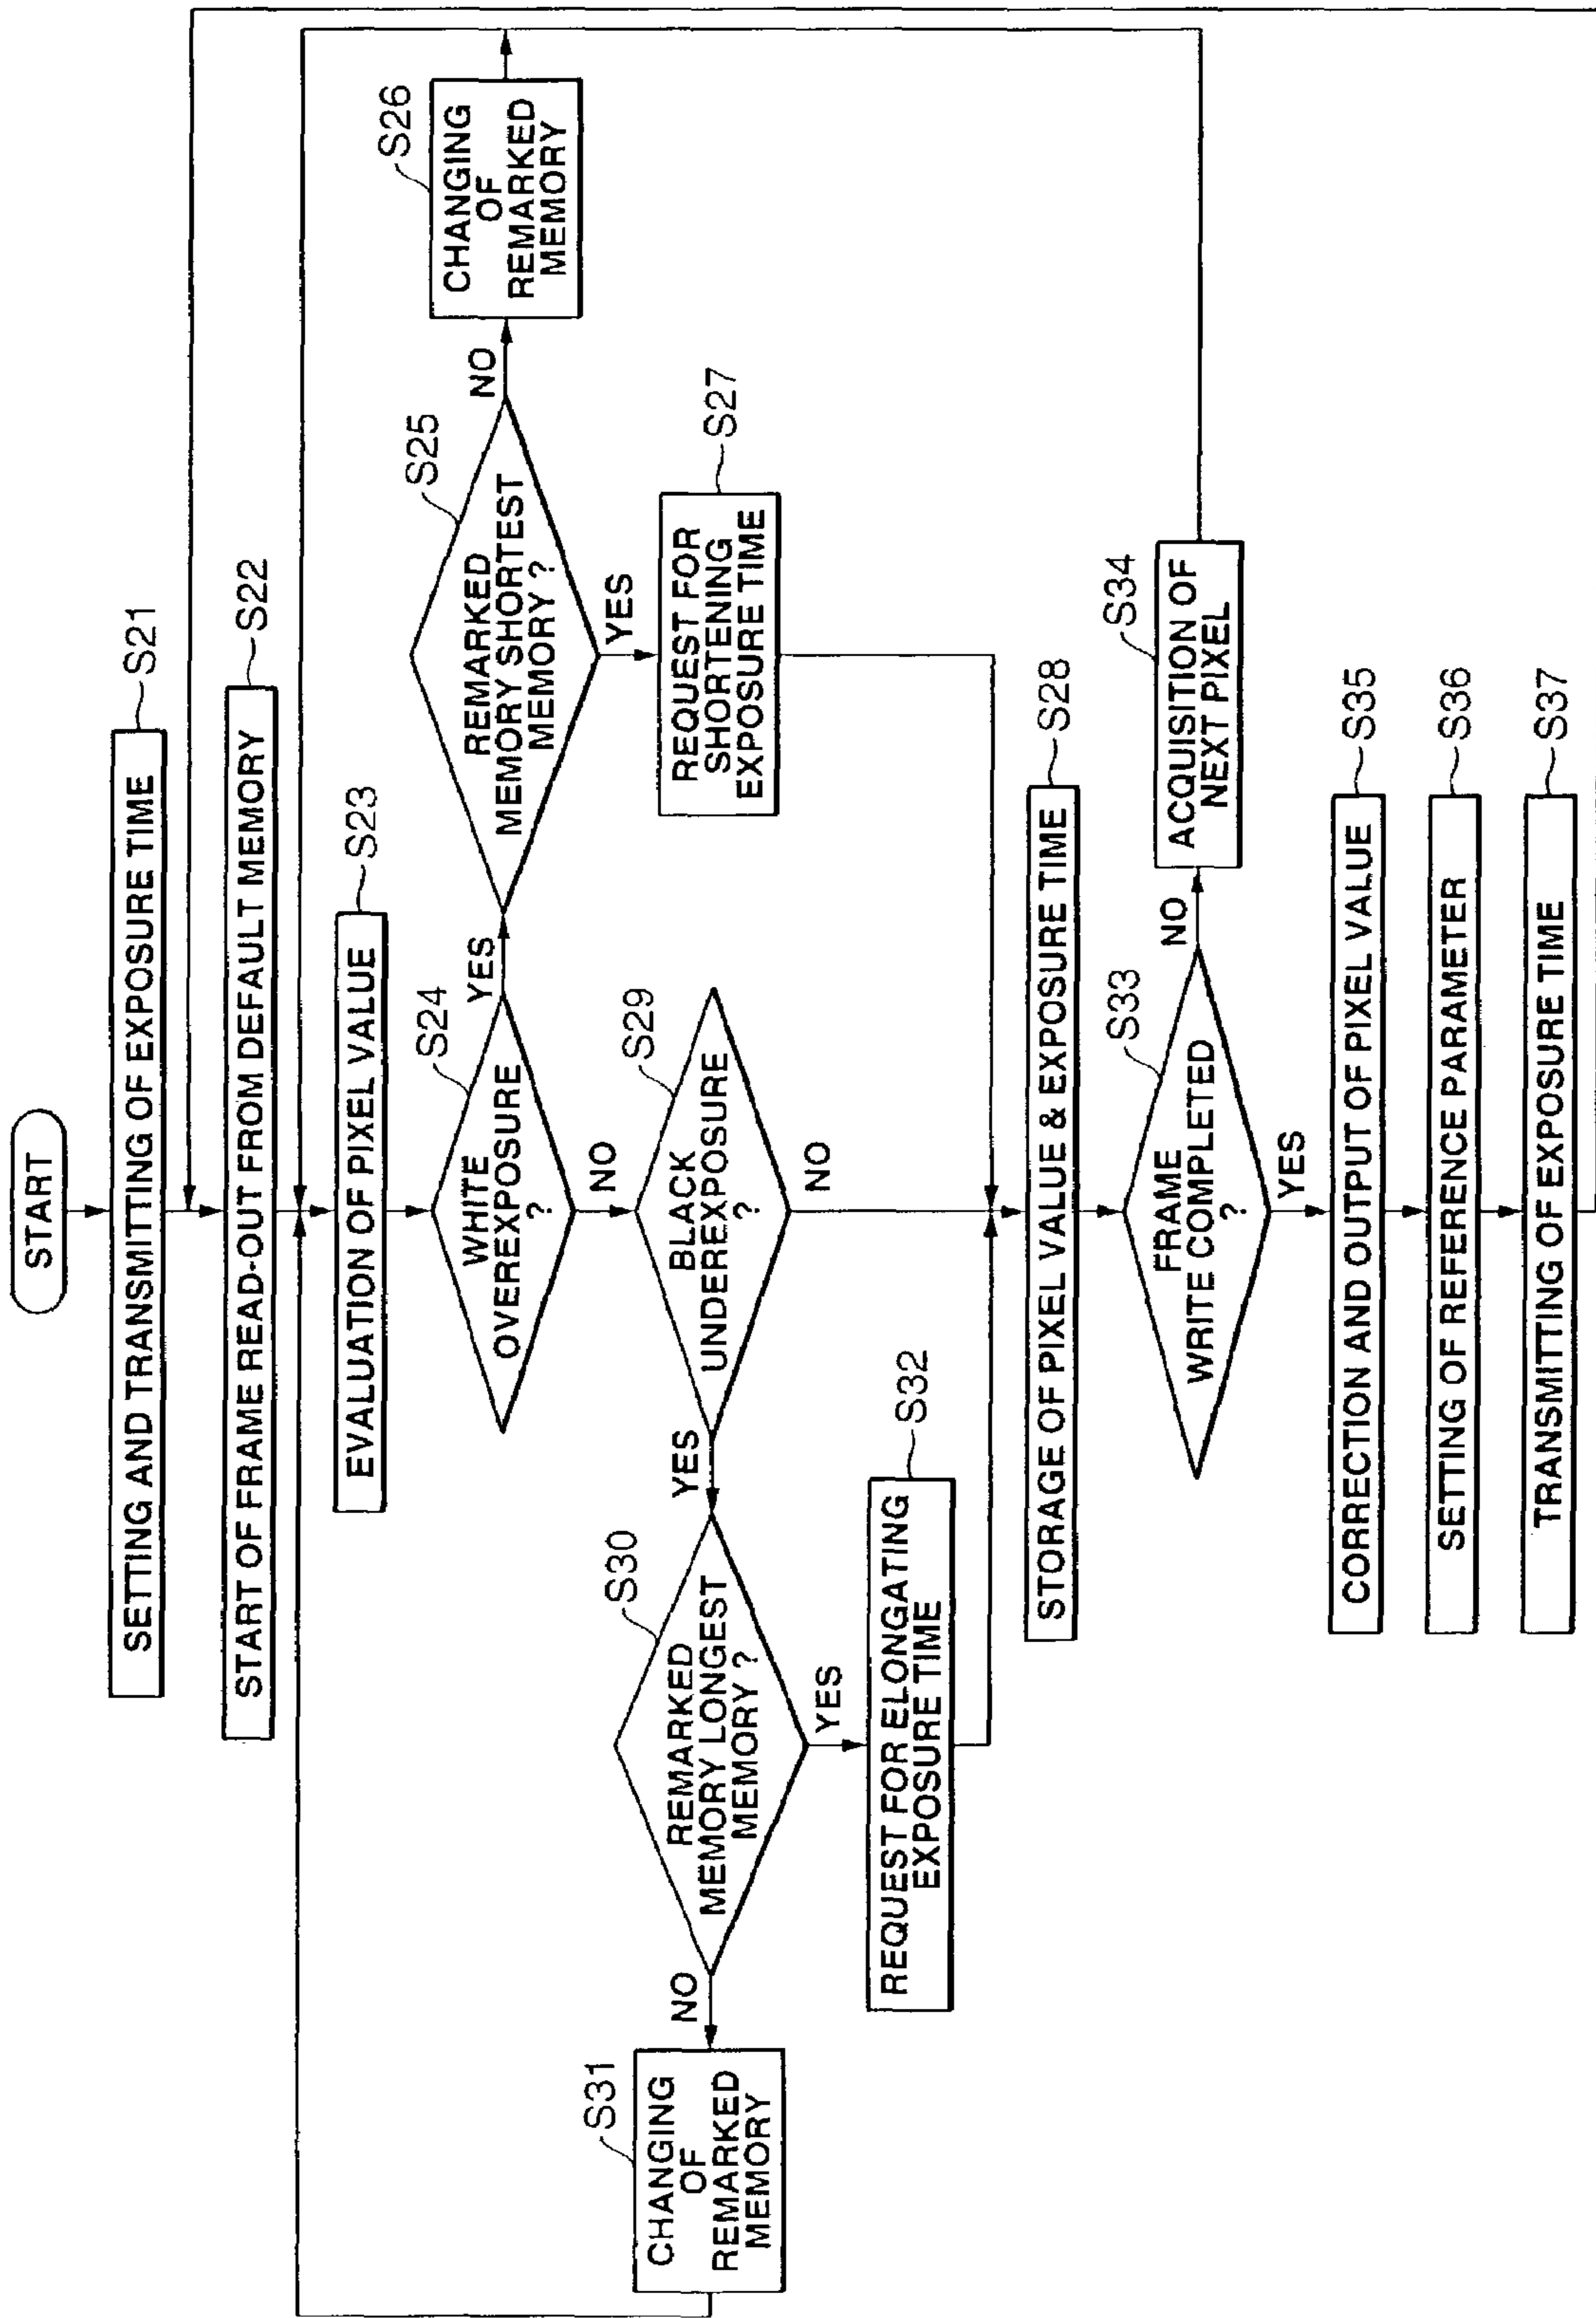 START
SETTING AND TRANSMITTING OF EXPOSURE TIME
S21
START OF FRAME READ-OUT FROM DEFAULT MEMORY
S22
EVALUATION OF PIXEL VALUE
S23
WHITE
OVEREXPOSURE
?
S24
YES
NO
REMARKED
MEMORY SHORTEST
MEMORY ?
S25
NO
YES
CHANGING
OF
REMARKED
MEMORY
S26
REQUEST FOR
SHORTENING
EXPOSURE TIME
S27
BLACK
UNDEREXPOSURE
?
S29
YES
NO
REMARKED
MEMORY LONGEST
MEMORY ?
S30
NO
YES
CHANGING
OF
REMARKED
MEMORY
S31
REQUEST FOR ELONGATING
EXPOSURE TIME
S32
STORAGE OF PIXEL VALUE & EXPOSURE TIME
S28
FRAME
WRITE COMPLETED
?
S33
NO
YES
ACQUISITION OF
NEXT PIXEL
S34
CORRECTION AND OUTPUT OF PIXEL VALUE
S35
SETTING OF REFERENCE PARAMETER
S36
TRANSMITTING OF EXPOSURE TIME
S37